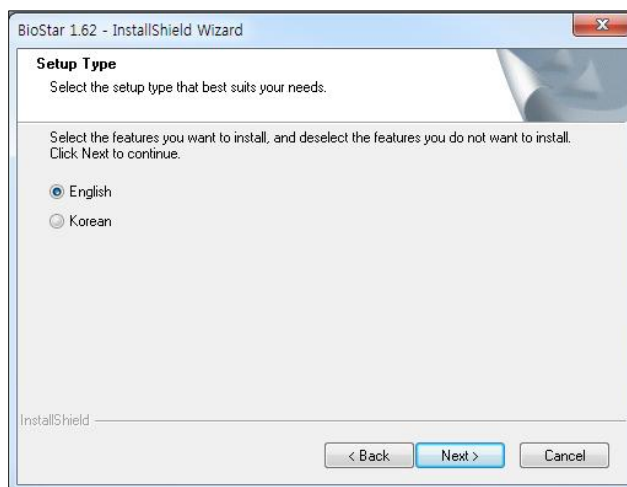 BioStar 1.62 - InstallShield Wizard
Setup Type
Select the setup type that best suits your needs.
Select the features you want to install, and deselect the features you do not want to install.
Click Next to continue.
English
Korean
InstallShield
< Back
Next >
Cancel